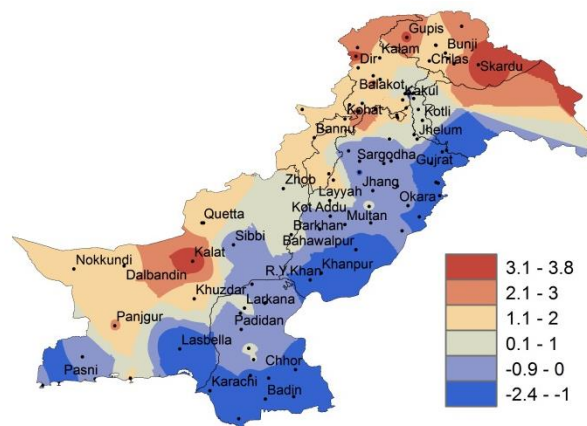 Gupis
Kalam
Bunji
Dir
Chilas
Skardu
Balakot
Kakul
Kohat
Kotli
Bannu
Jhelum
Sargodha
Gujrat
Zhob
Jhang
Layyah
Okara
Kot Addu
Quetta
Multan
Barkhan
Sibbi
Bahawalpur
Kalat
Nokkundi
R.Y.Khan
Khanpur
Dalbandin
Khuzdar
Larkana
Panjgur
Padidan
Lasbella
Chhor
Pasni
Karachi
Badin
3.1 - 3.8
2.1 - 3
1.1 - 2
0.1 - 1
-0.9 - 0
-2.4 - -1